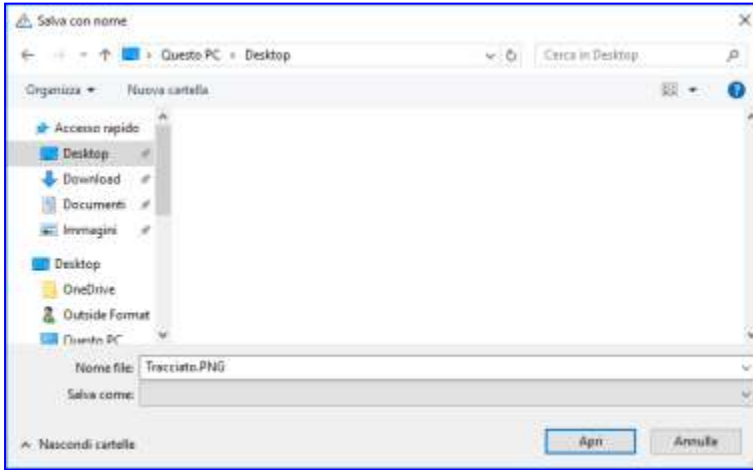 Salva con nome
Questo PC › Desktop
Cerca in Desktop
Organizza
Nuova cartella
Accesso rapido
Desktop
Download
Documenti
Immagini
Desktop
OneDrive
Outside Format
Questo PC
Nome file: Tracciato.PNG
Salva come:
Nascondi cartelle
Apri
Annulla